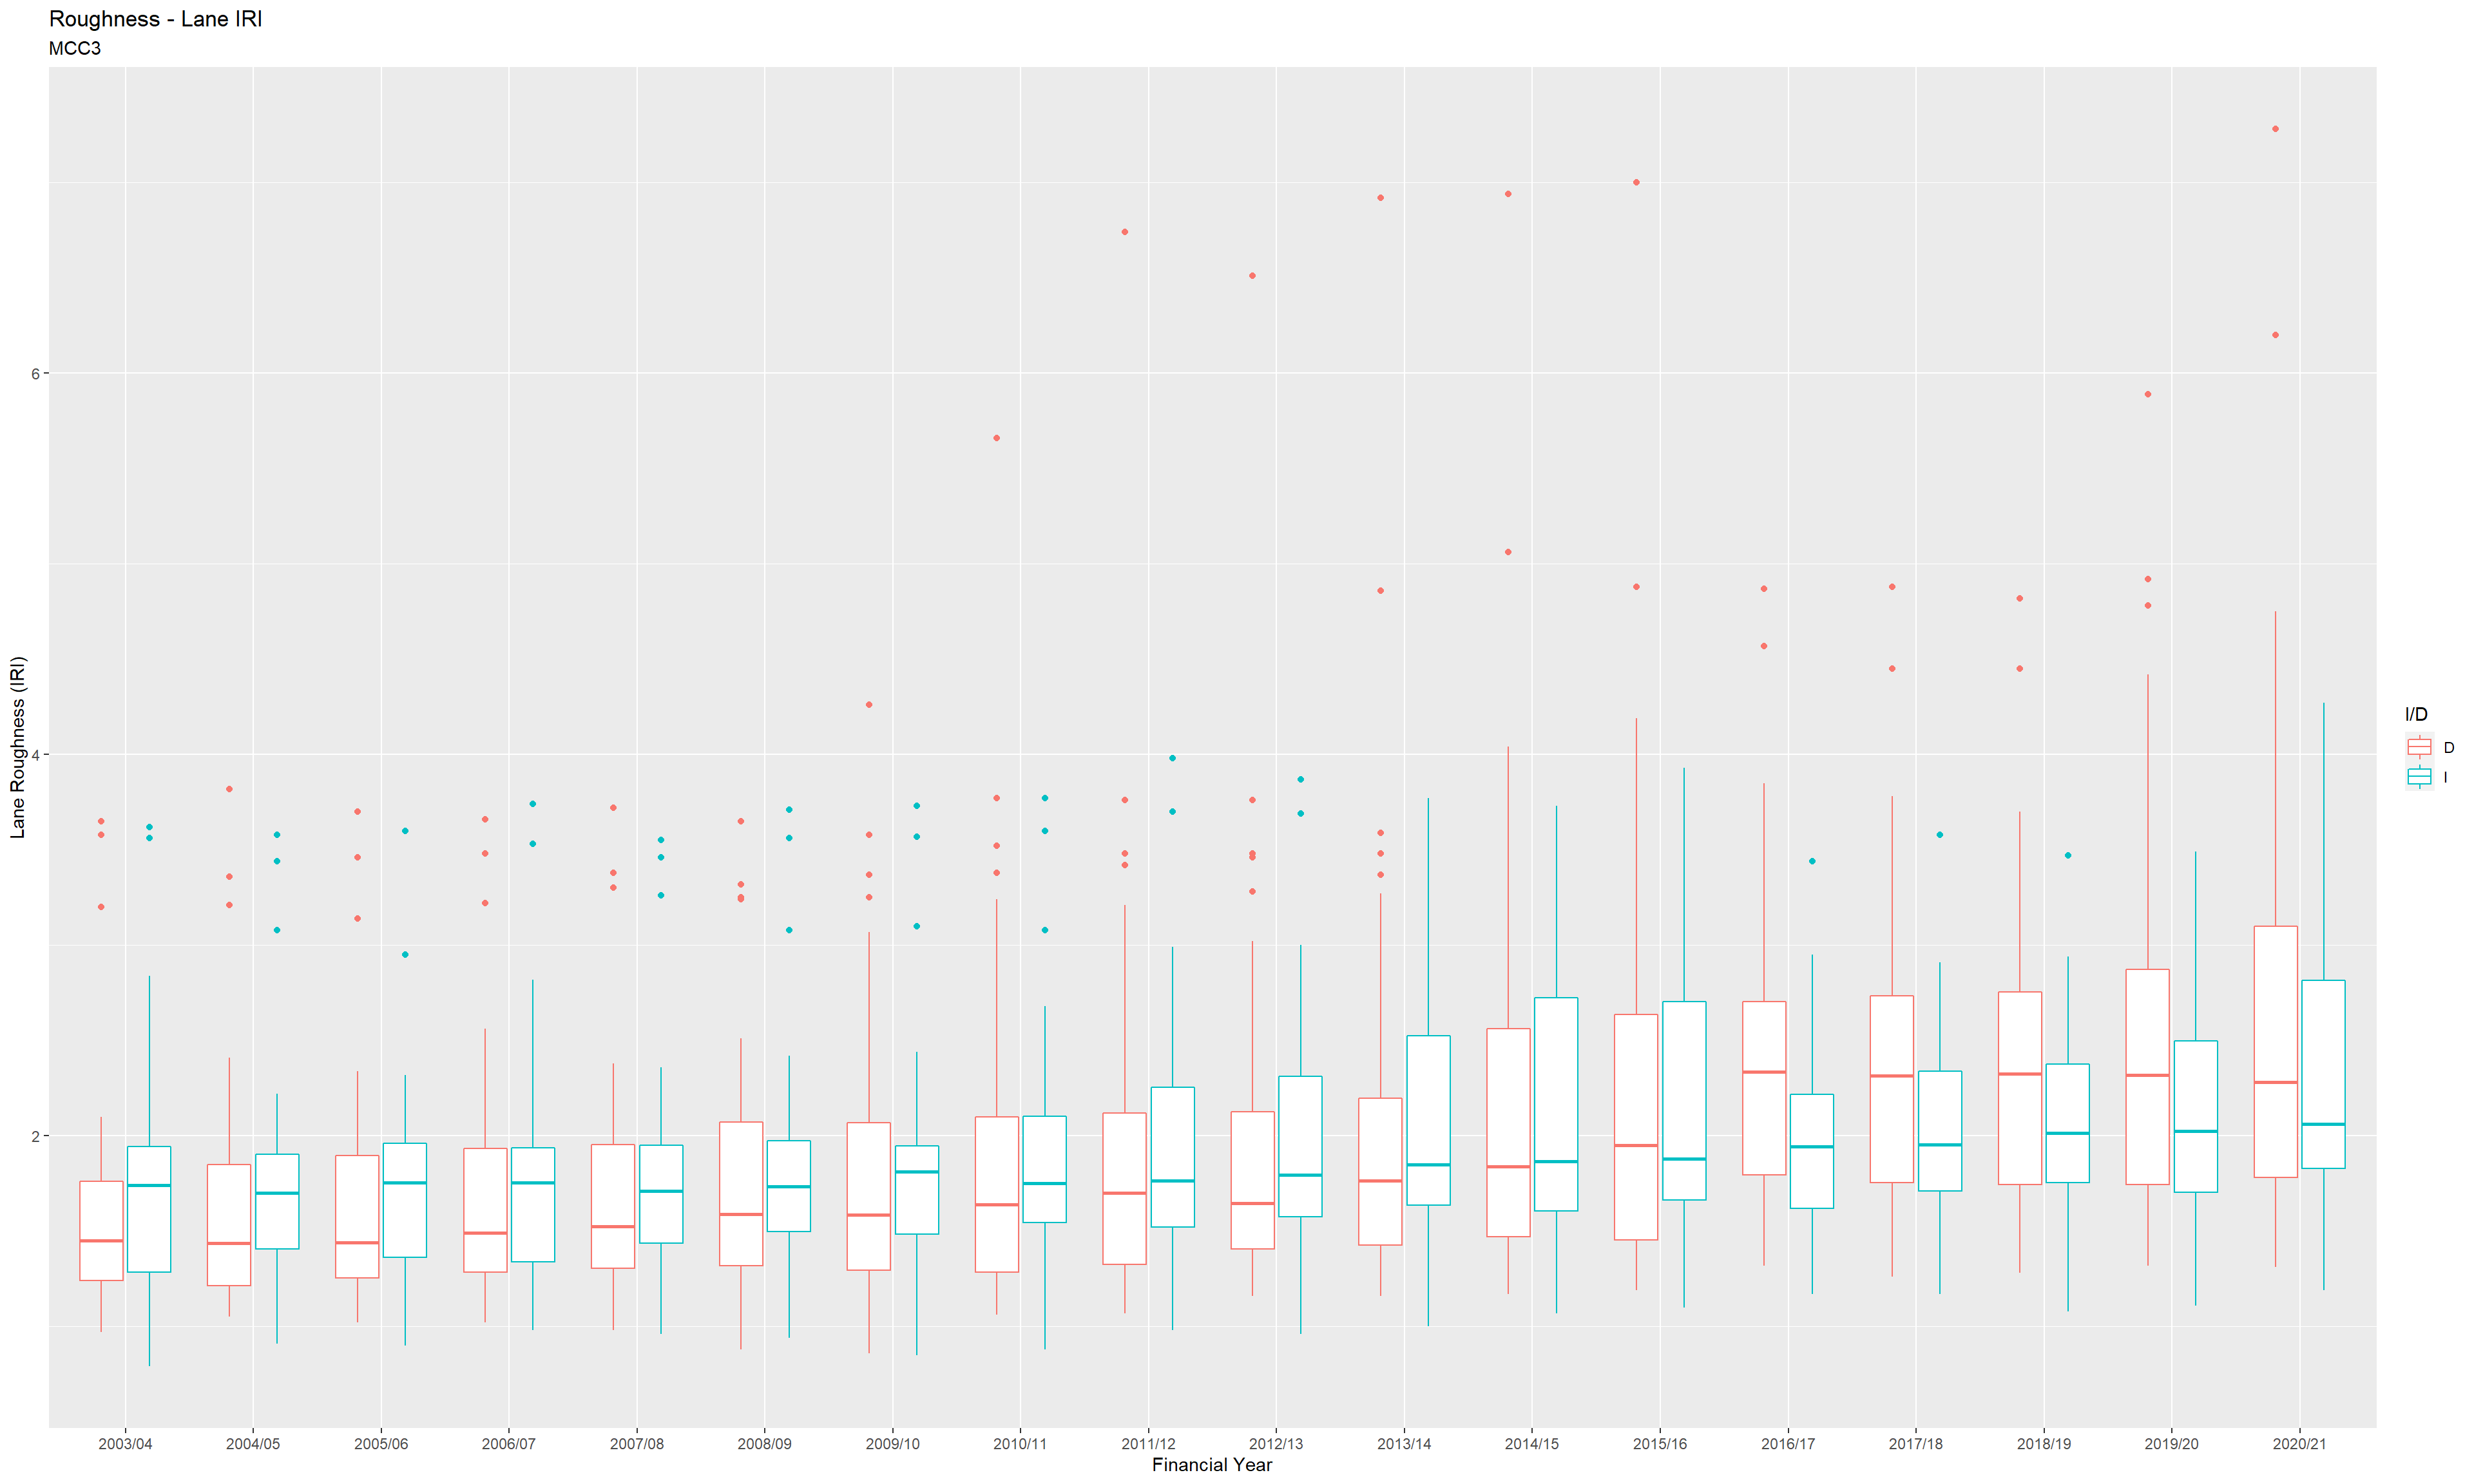 Roughness - Lane IRI
MCC3
Lane Roughness (IRI)
6
4
2
2003/04 2004/05 2005/06 2006/07 2007/08 2008/09 2009/10 2010/11 2011/12 2012/13 2013/14 2014/15 2015/16 2016/17 2017/18 2018/19 2019/20 2020/21
Financial Year
I/D
D
I